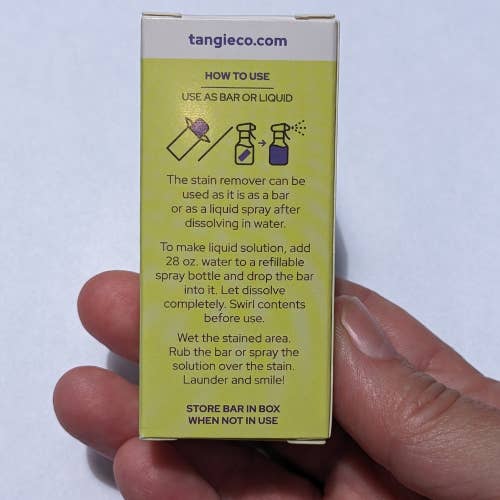 tangieco.com
HOW TO USE
USE AS BAR OR LIQUID
The stain remover can be
used as it is as a bar
or as a liquid spray after
dissolving in water.
To make liquid solution, add
28 oz. water to a refillable
spray bottle and drop the bar
into it. Let dissolve
completely. Swirl contents
before use.
Wet the stained area.
Rub the bar or spray the
solution over the stain.
Launder and smile!
STORE BAR IN BOX
WHEN NOT IN USE